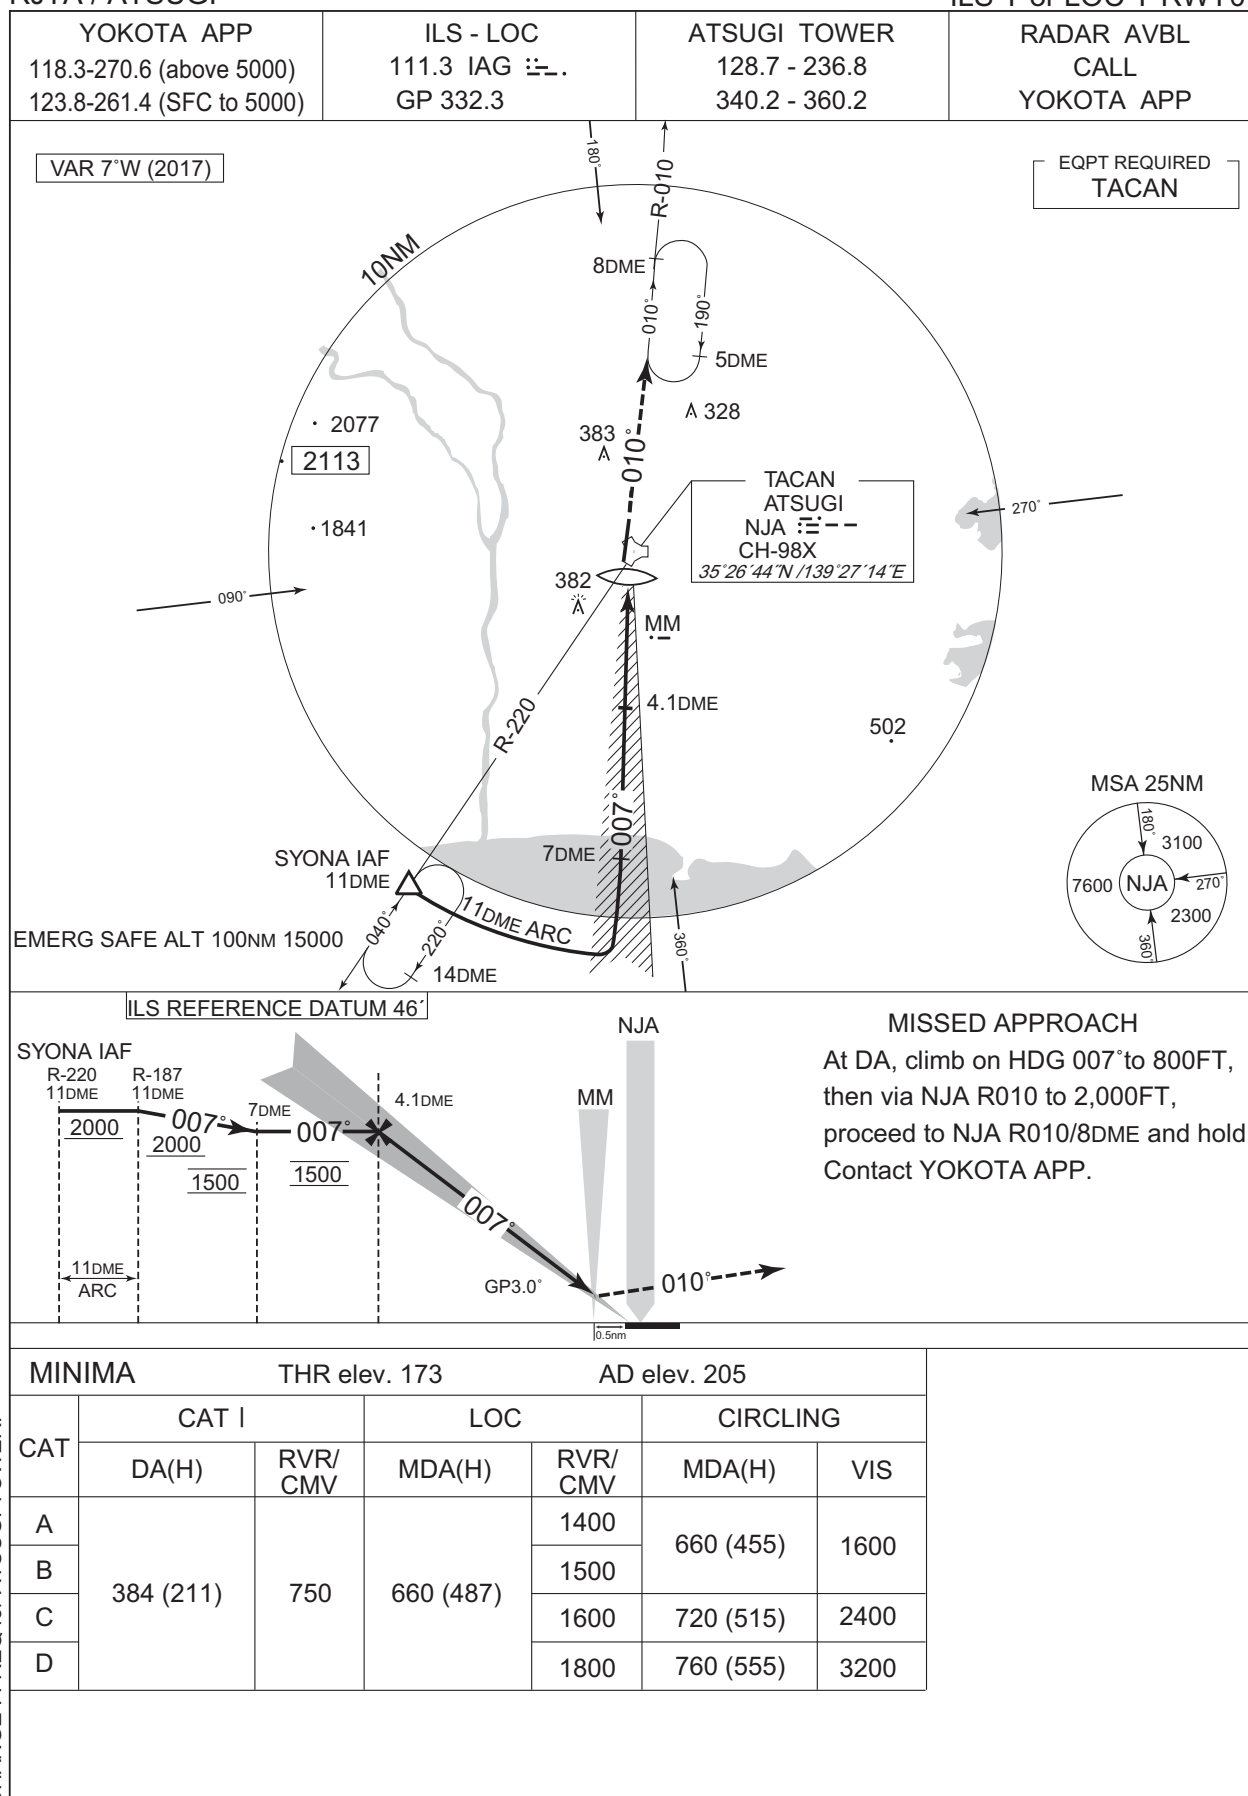 RJTA / ATSUGI
YOKOTA APP
118.3-270.6 (above 5000)
123.8-261.4 (SFC to 5000)
ILS - LOC
111.3 IAG
GP 332.3
ATSUGI TOWER
128.7 - 236.8
340.2 - 360.2
RADAR AVBL
CALL
YOKOTA APP
VAR 7°W (2017)
EQPT REQUIRED
TACAN
180°
R-010
10NM
8DME
010°
190°
5DME
328
383
010°
2077
2113
1841
TACAN
ATSUGI
NJA
CH-98X
35°26´44˝N /139°27´14˝E
270°
090°
382
MM
4.1DME
R-220
502
007°
7DME
SYONA IAF
11DME
11DME ARC
040°
220°
14DME
360°
EMERG SAFE ALT 100NM 15000
MSA 25NM
180°
3100
7600
NJA
270°
2300
360°
ILS REFERENCE DATUM 46´
SYONA IAF
R-220
11DME
R-187
11DME
2000
007°
2000
1500
7DME
007°
1500
4.1DME
007°
GP3.0°
MM
NJA
010°
11DME
ARC
0.5nm
MISSED APPROACH
At DA, climb on HDG 007°to 800FT,
then via NJA R010 to 2,000FT,
proceed to NJA R010/8DME and hold
Contact YOKOTA APP.
MINIMA THR elev. 173 AD elev. 205
CAT CAT I LOC CIRCLING
DA(H) RVR/CMV MDA(H) RVR/CMV MDA(H) VIS
A 384 (211) 750 660 (487) 1400 660 (455) 1600
B 1500
C 1600 720 (515) 2400
D 1800 760 (555) 3200